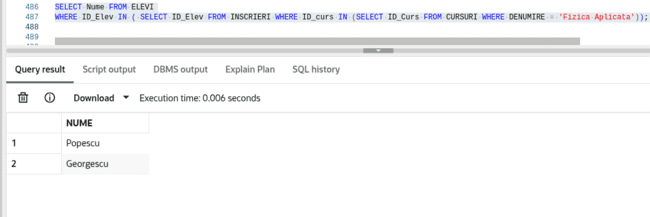 486 SELECT Nume FROM ELEVI
487 WHERE ID_Elev IN ( SELECT ID_Elev FROM INSCRIERI WHERE ID_curs IN (SELECT ID_Curs FROM CURSURI WHERE DENUMIRE = 'Fizica Aplicata'));
488
489
Query result Script output DBMS output Explain Plan SQL history
Download Execution time: 0.006 seconds
NUME
1 Popescu
2 Georgescu